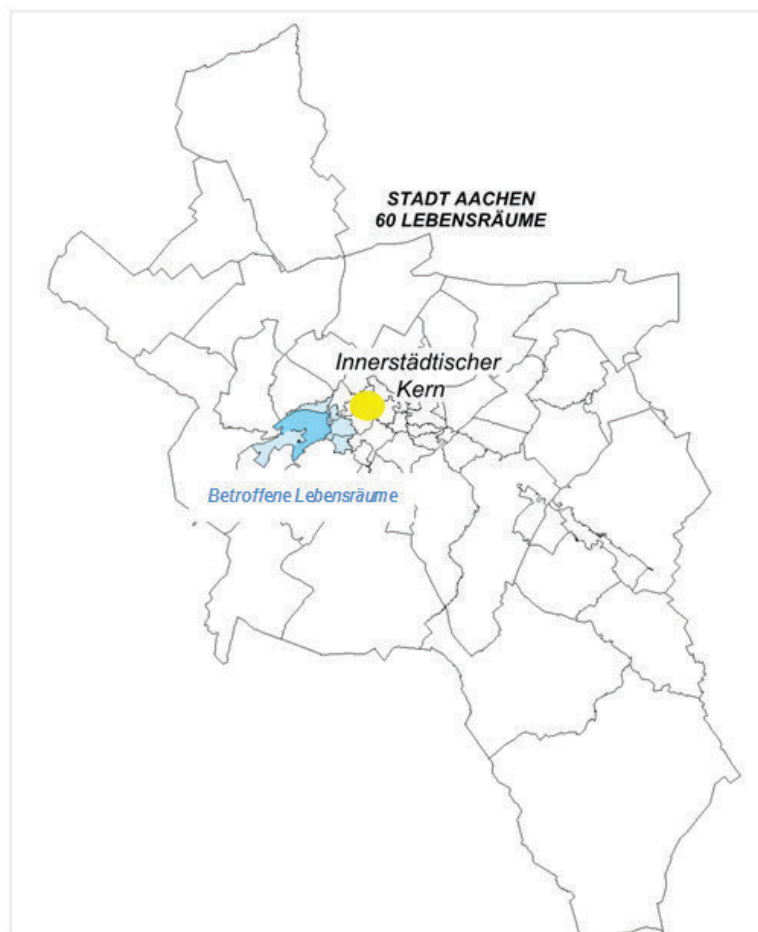 STADT AACHEN
60 LEBENSRÄUME
Innerstädtischer
Kern
Betroffene Lebensräume